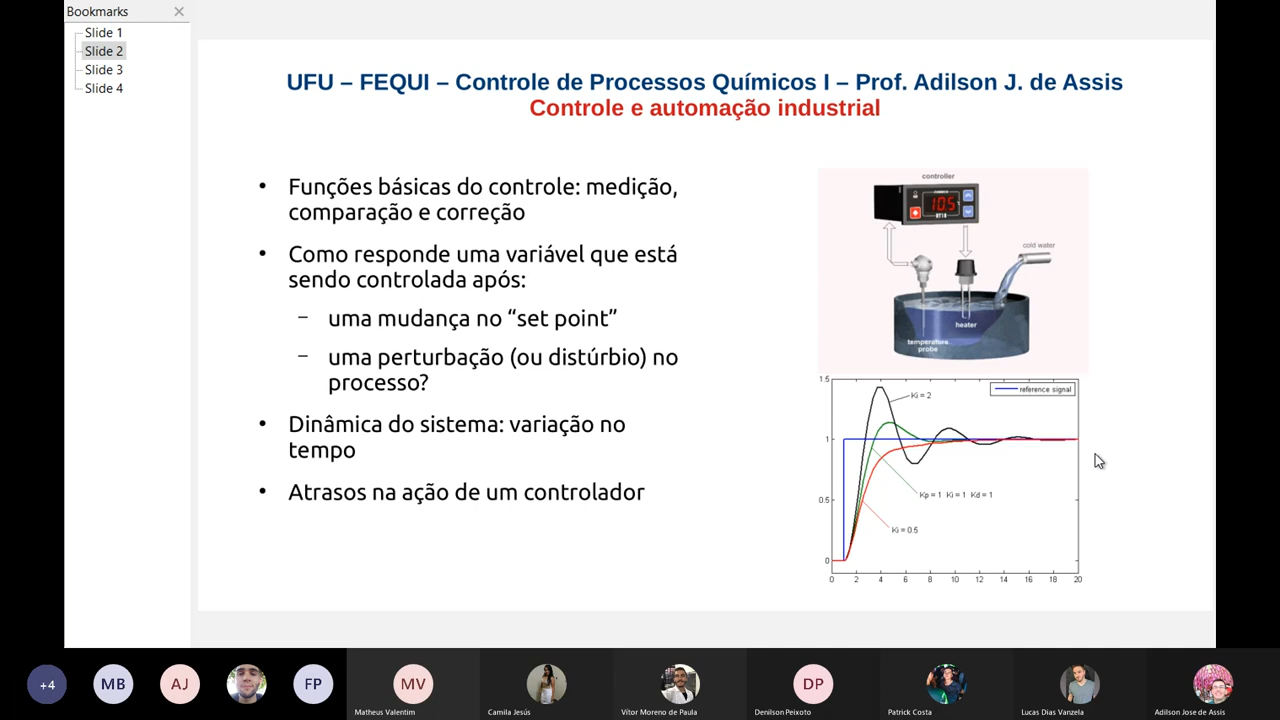 Bookmarks
Slide 1
Slide 2
Slide 3
Slide 4
UFU – FEQUI – Controle de Processos Químicos I – Prof. Adilson J. de Assis
Controle e automação industrial
• Funções básicas do controle: medição,
comparação e correção
• Como responde uma variável que está
sendo controlada após:
– uma mudança no “set point”
– uma perturbação (ou distúrbio) no
processo?
• Dinâmica do sistema: variação no
tempo
• Atrasos na ação de um controlador
controller
10.5
cold water
heater
temperature
probe
1.5
reference signal
Ki = 2
1
Kp = 1 Ki = 1 Kd = 1
0.5
Ki = 0.5
0
0 2 4 6 8 10 12 14 16 18 20
+4
MB
AJ
FP
MV
DP
Matheus Valentim
Camila Jesús
Vítor Moreno de Paula
Denilson Peixoto
Patrick Costa
Lucas Dias Vanzela
Adilson Jose de Assis